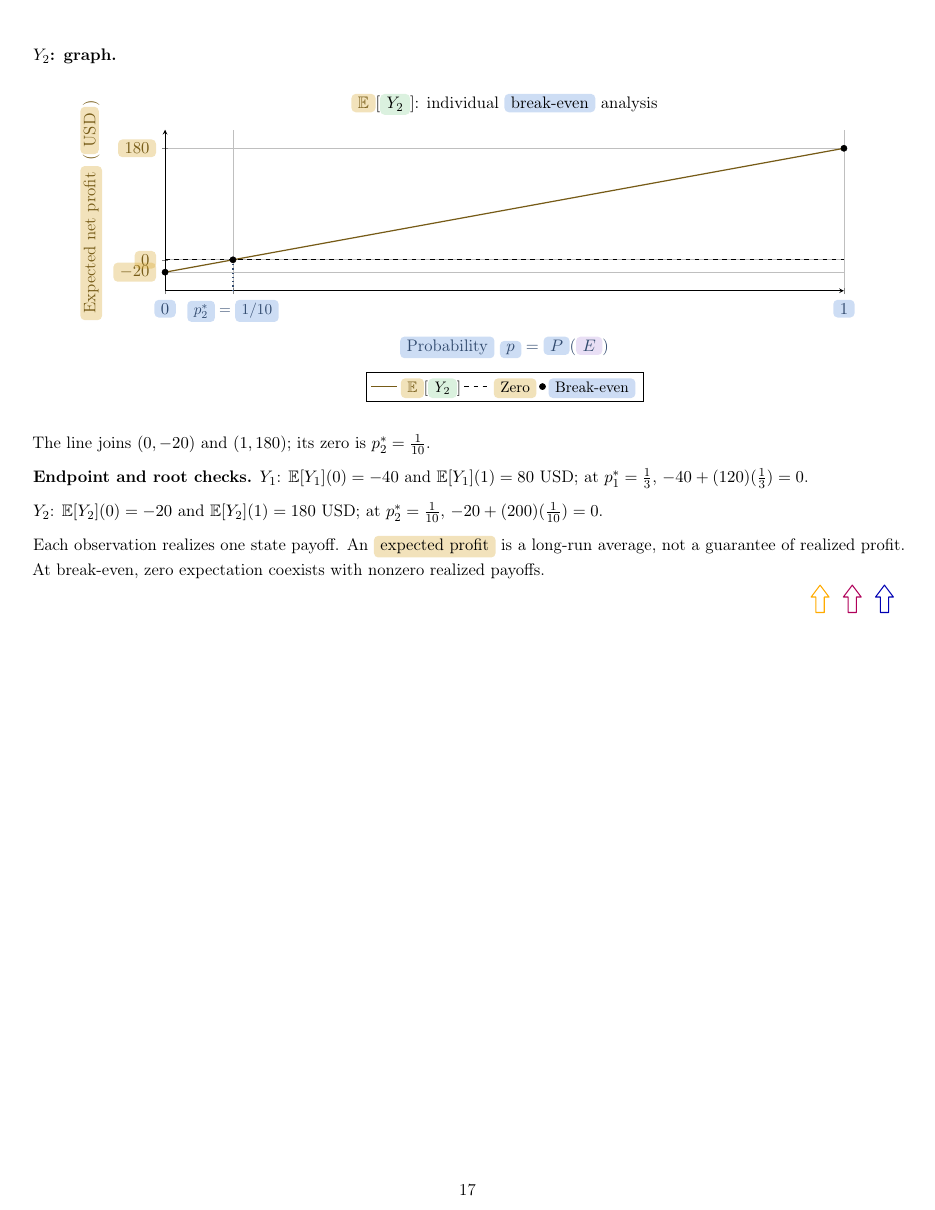 Y₂: graph.
𝔼[Y₂]: individual break-even analysis
Expected net profit (USD)
180
0
−20
0 p₂* = 1/10 1
Probability p = P(E)
𝔼[Y₂] Zero Break-even
The line joins (0, −20) and (1, 180); its zero is p₂* = 1/10.
Endpoint and root checks. Y₁: 𝔼[Y₁](0) = −40 and 𝔼[Y₁](1) = 80 USD; at p₁* = 1/3, −40 + (120)(1/3) = 0.
Y₂: 𝔼[Y₂](0) = −20 and 𝔼[Y₂](1) = 180 USD; at p₂* = 1/10, −20 + (200)(1/10) = 0.
Each observation realizes one state payoff. An expected profit is a long-run average, not a guarantee of realized profit.
At break-even, zero expectation coexists with nonzero realized payoffs.
17